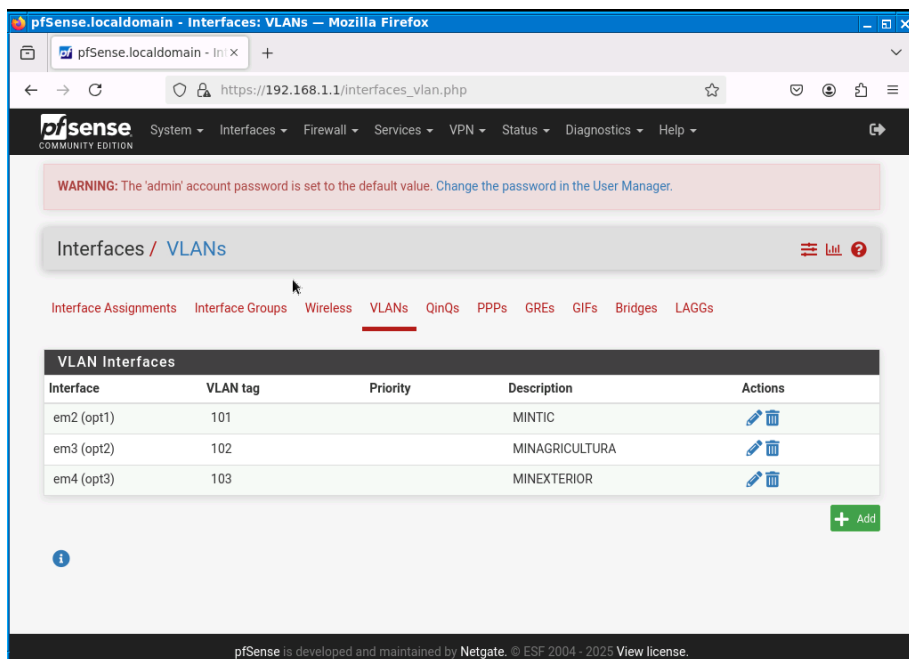 pfSense.localdomain - Interfaces: VLANs — Mozilla Firefox
pfSense.localdomain - Int
https://192.168.1.1/interfaces_vlan.php
pfsense System Interfaces Firewall Services VPN Status Diagnostics Help
COMMUNITY EDITION
WARNING: The 'admin' account password is set to the default value. Change the password in the User Manager.
Interfaces / VLANs
Interface Assignments Interface Groups Wireless VLANs QinQs PPPs GREs GIFs Bridges LAGGs
VLAN Interfaces
Interface VLAN tag Priority Description Actions
em2 (opt1) 101 MINTIC
em3 (opt2) 102 MINAGRICULTURA
em4 (opt3) 103 MINEXTERIOR
Add
pfSense is developed and maintained by Netgate. © ESF 2004 - 2025 View license.